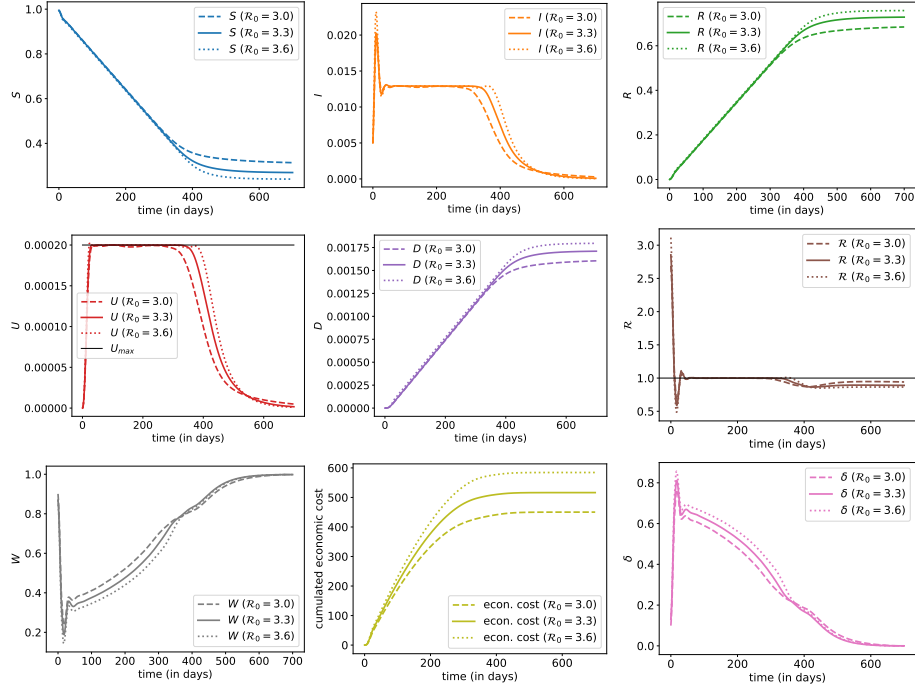 1.0
0.8
0.6
0.4
S
0
200
400
600
time (in days)
S (ℛ₀ = 3.0)
S (ℛ₀ = 3.3)
S (ℛ₀ = 3.6)
0.020
0.015
0.010
0.005
0.000
I
0
200
400
600
time (in days)
I (ℛ₀ = 3.0)
I (ℛ₀ = 3.3)
I (ℛ₀ = 3.6)
0.6
0.4
0.2
0.0
R
0 100 200 300 400 500 600 700
time (in days)
R (ℛ₀ = 3.0)
R (ℛ₀ = 3.3)
R (ℛ₀ = 3.6)
0.00020
0.00015
0.00010
0.00005
0.00000
U
0
200
400
600
time (in days)
U (ℛ₀ = 3.0)
U (ℛ₀ = 3.3)
U (ℛ₀ = 3.6)
Uₘₐₓ
0.00175
0.00150
0.00125
0.00100
0.00075
0.00050
0.00025
0.00000
D
0
200
400
600
time (in days)
D (ℛ₀ = 3.0)
D (ℛ₀ = 3.3)
D (ℛ₀ = 3.6)
3.0
2.5
2.0
1.5
1.0
0.5
ℛ
0
200
400
600
time (in days)
ℛ (ℛ₀ = 3.0)
ℛ (ℛ₀ = 3.3)
ℛ (ℛ₀ = 3.6)
1.0
0.8
0.6
0.4
0.2
W
0 100 200 300 400 500 600 700
time (in days)
W (ℛ₀ = 3.0)
W (ℛ₀ = 3.3)
W (ℛ₀ = 3.6)
600
500
400
300
200
100
0
cumulated economic cost
0
200
400
600
time (in days)
econ. cost (ℛ₀ = 3.0)
econ. cost (ℛ₀ = 3.3)
econ. cost (ℛ₀ = 3.6)
0.8
0.6
0.4
0.2
0.0
δ
0
200
400
600
time (in days)
δ (ℛ₀ = 3.0)
δ (ℛ₀ = 3.3)
δ (ℛ₀ = 3.6)